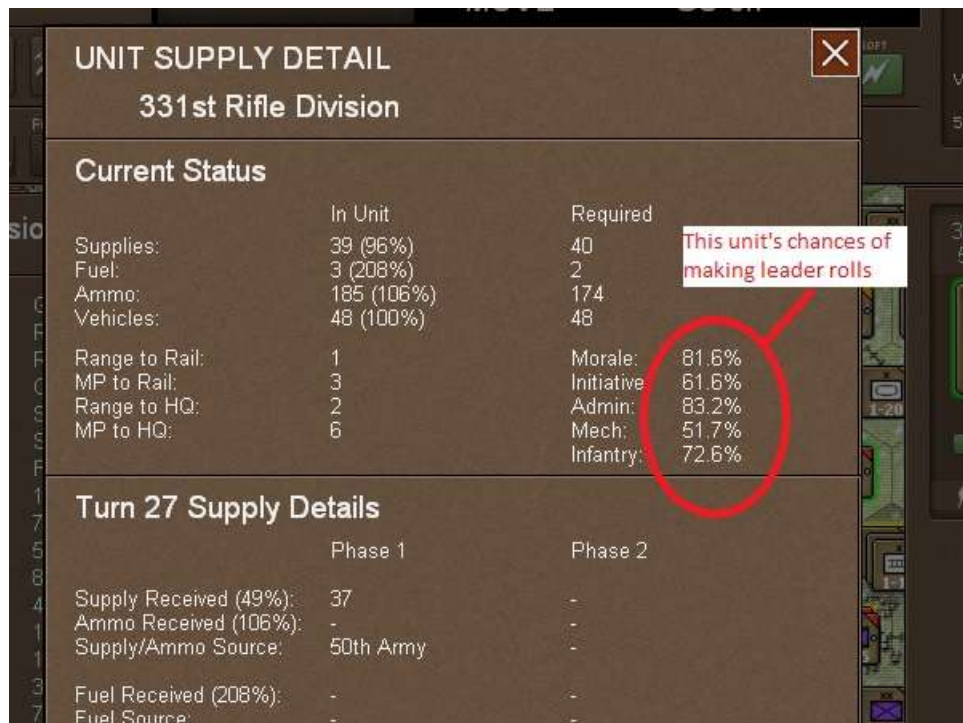 UNIT SUPPLY DETAIL
331st Rifle Division
Current Status
In Unit Required
Supplies: 39 (96%) 40
Fuel: 3 (208%) 2
Ammo: 185 (106%) 174
Vehicles: 48 (100%) 48
This unit's chances of
making leader rolls
Range to Rail: 1 Morale: 81.6%
MP to Rail: 3 Initiative 61.6%
Range to HQ: 2 Admin: 83.2%
MP to HQ: 6 Mech: 51.7%
Infantry: 72.6%
Turn 27 Supply Details
Phase 1 Phase 2
Supply Received (49%): 37 -
Ammo Received (106%): - -
Supply/Ammo Source: 50th Army -
Fuel Received (208%): - -
Fuel Source: - -
1-20